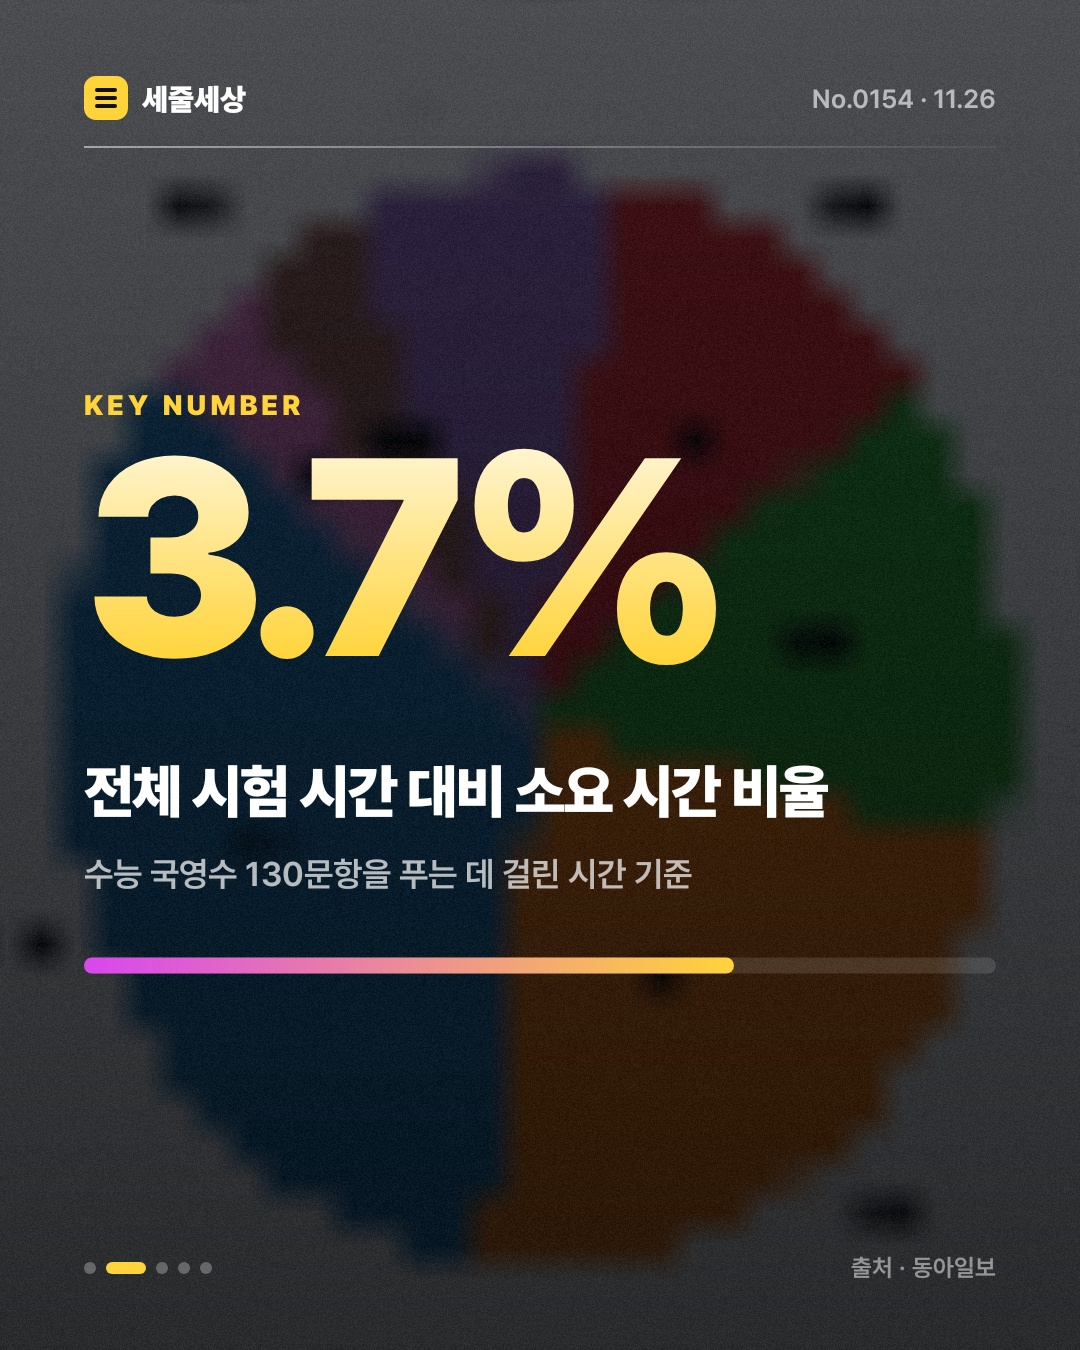 세줄세상
No.0154 · 11.26
KEY NUMBER
3.7%
전체 시험 시간 대비 소요 시간 비율
수능 국영수 130문항을 푸는 데 걸린 시간 기준
출처 · 동아일보